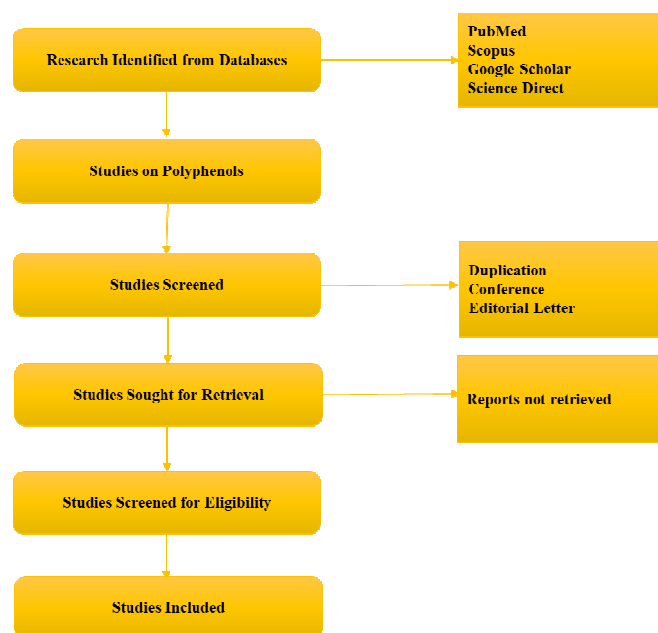 Research Identified from Databases
PubMed
Scopus
Google Scholar
Science Direct
Studies on Polyphenols
Studies Screened
Duplication
Conference
Editorial Letter
Studies Sought for Retrieval
Reports not retrieved
Studies Screened for Eligibility
Studies Included